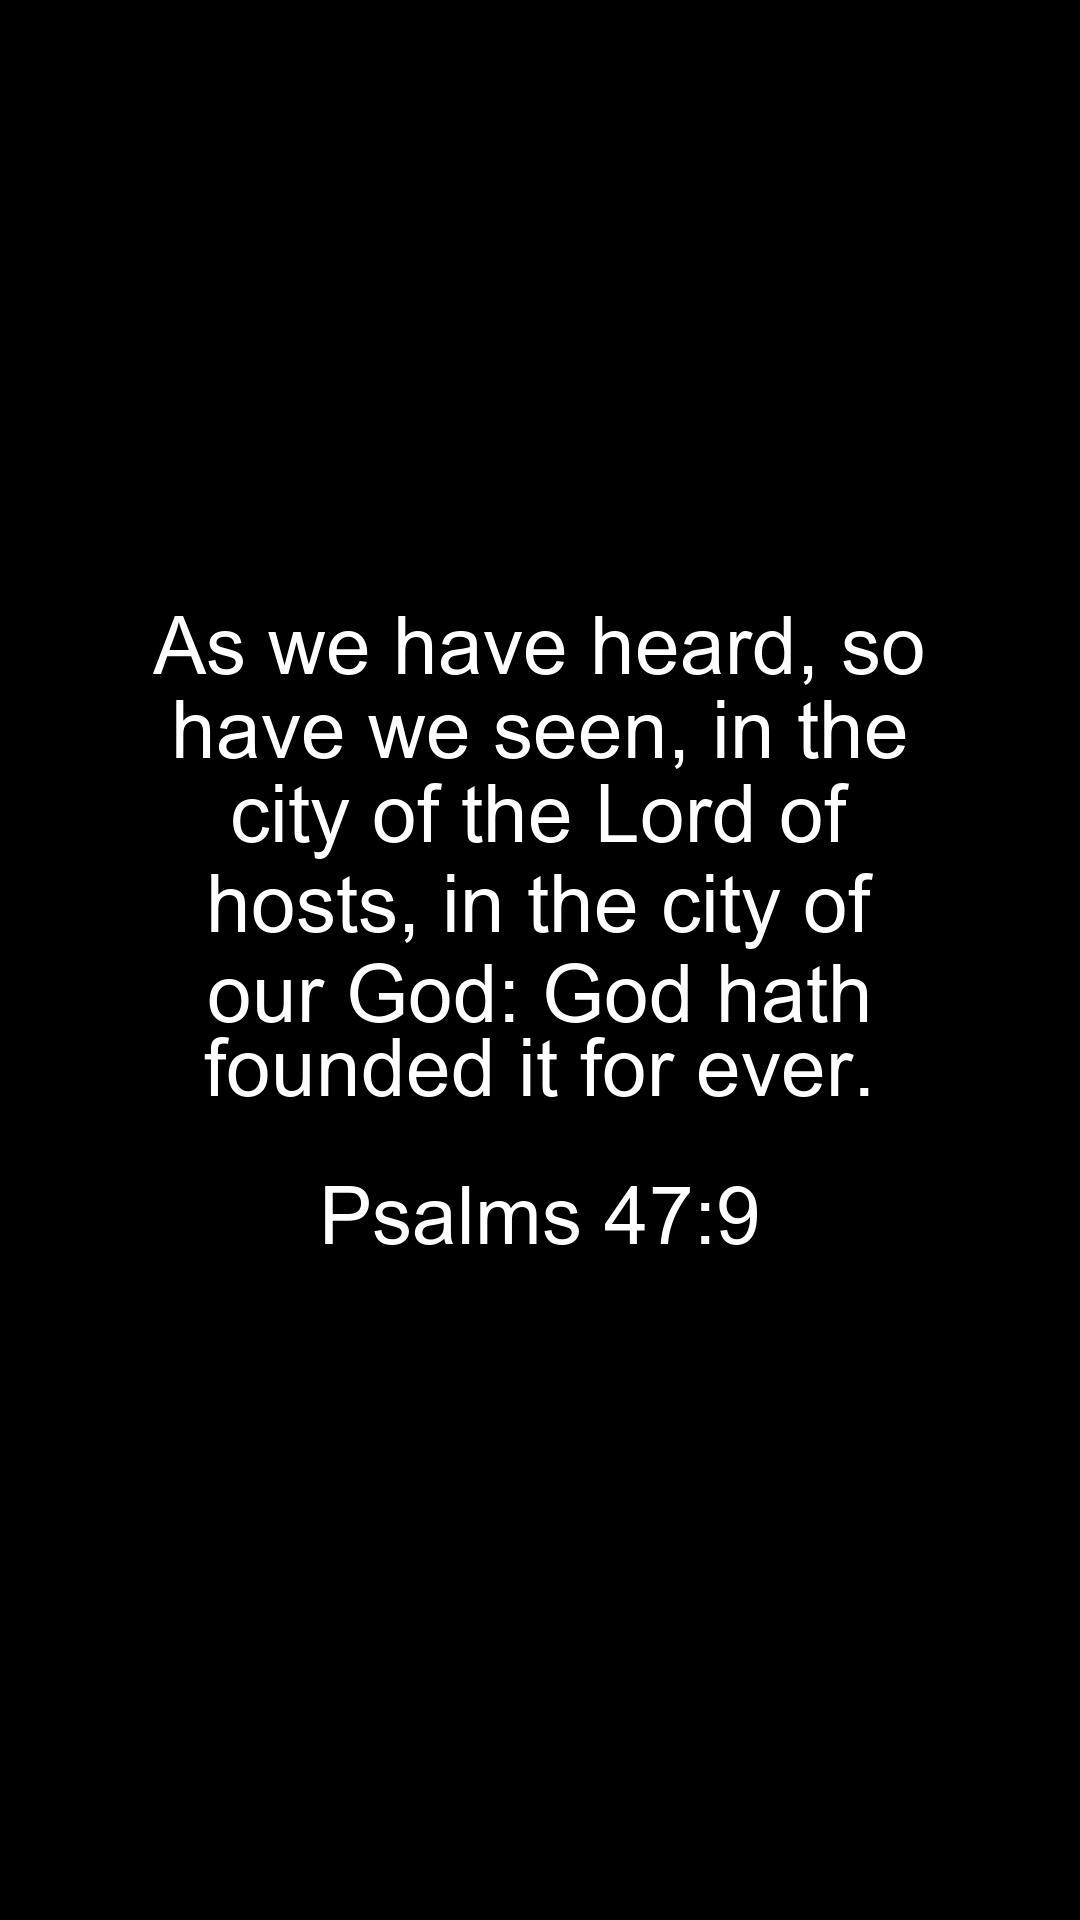 As we have heard, so
have we seen, in the
city of the Lord of
hosts, in the city of
our God: God hath
founded it for ever.
Psalms 47:9